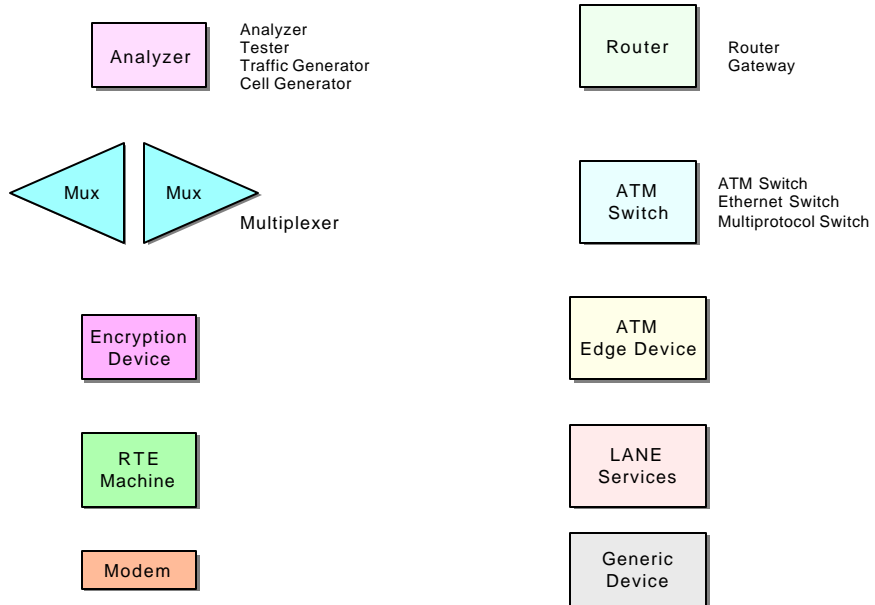 Analyzer
Analyzer
Tester
Traffic Generator
Cell Generator
Router
Router
Gateway
Mux
Mux
Multiplexer
ATM
Switch
ATM Switch
Ethernet Switch
Multiprotocol Switch
Encryption
Device
ATM
Edge Device
RTE
Machine
LANE
Services
Modem
Generic
Device